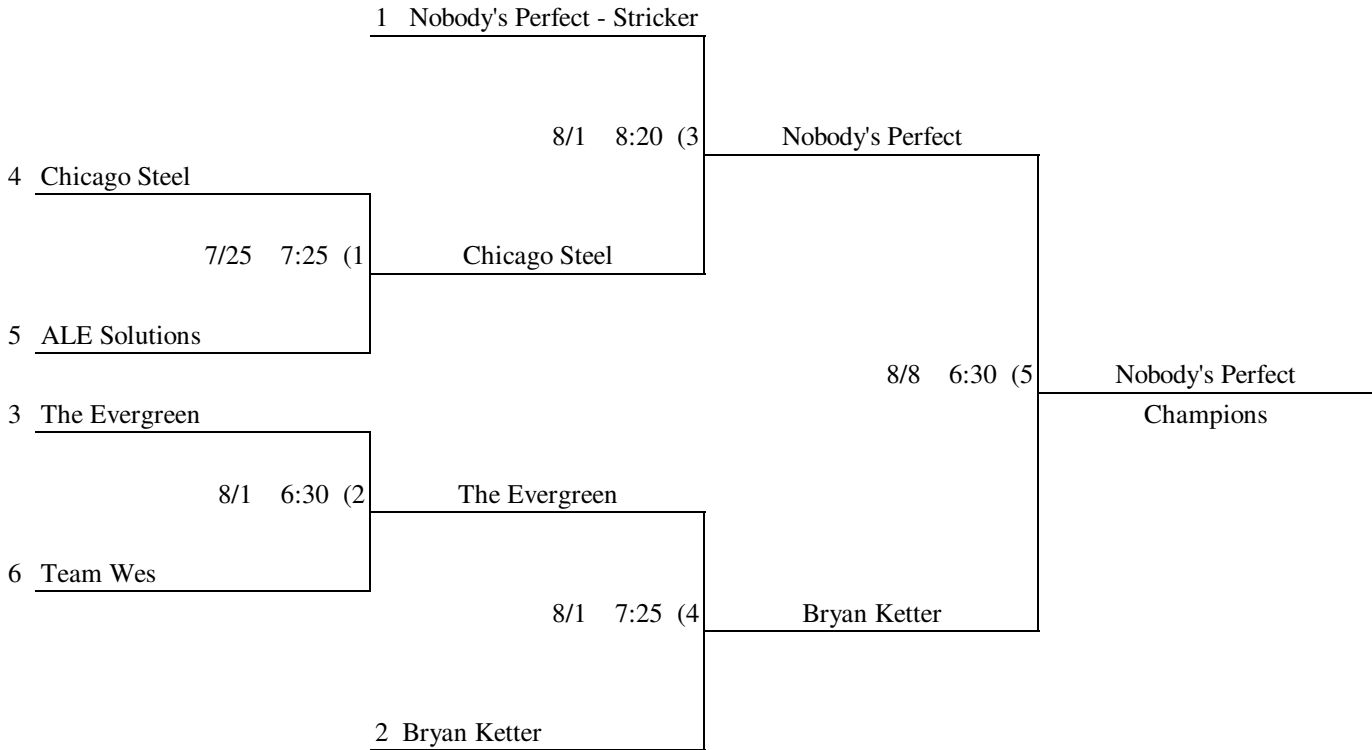 1 Nobody's Perfect - Stricker
8/1 8:20 (3
Nobody's Perfect
4 Chicago Steel
7/25 7:25 (1
Chicago Steel
5 ALE Solutions
8/8 6:30 (5
Nobody's Perfect
Champions
3 The Evergreen
8/1 6:30 (2
The Evergreen
6 Team Wes
8/1 7:25 (4
Bryan Ketter
2 Bryan Ketter